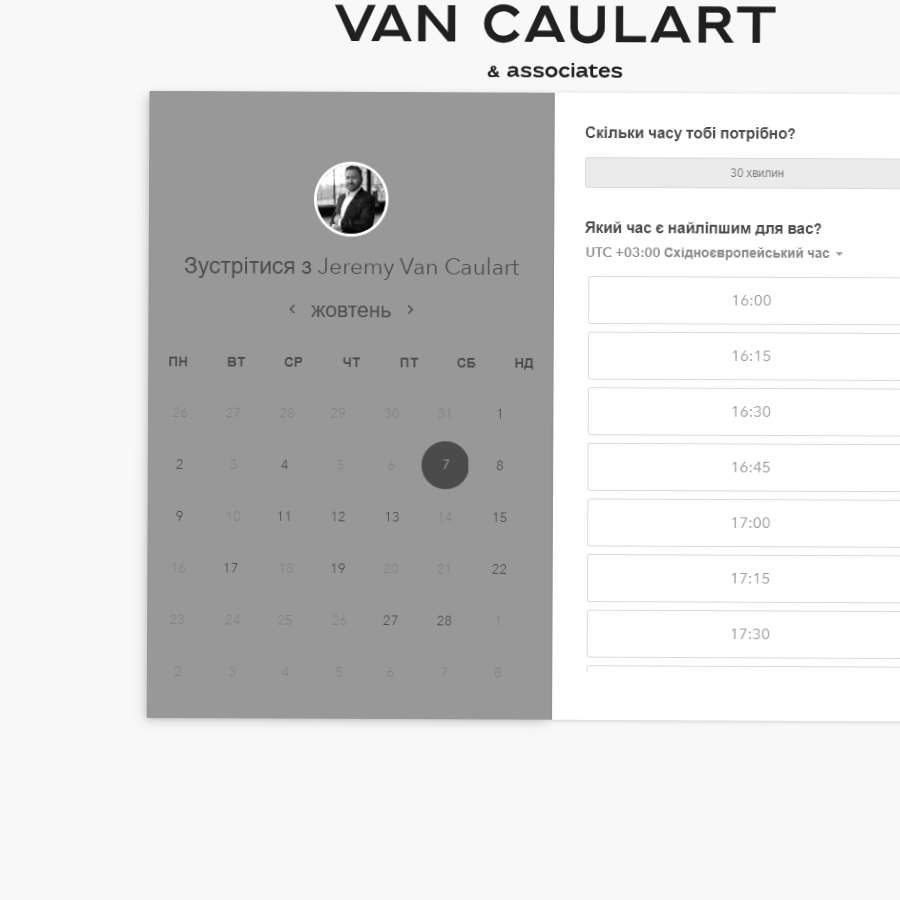 VAN CAULART
& associates
Зустрітися з Jeremy Van Caulart
жовтень
ПН ВТ СР ЧТ ПТ СБ НД
26 27 28 29 30 31 1
2 3 4 5 6 7 8
9 10 11 12 13 14 15
16 17 18 19 20 21 22
23 24 25 26 27 28 1
2 3 4 5 6 7 8
Скільки часу тобі потрібно?
30 хвилин
Який час є найліпшим для вас?
UTC +03:00 Східноєвропейський час
16:00
16:15
16:30
16:45
17:00
17:15
17:30